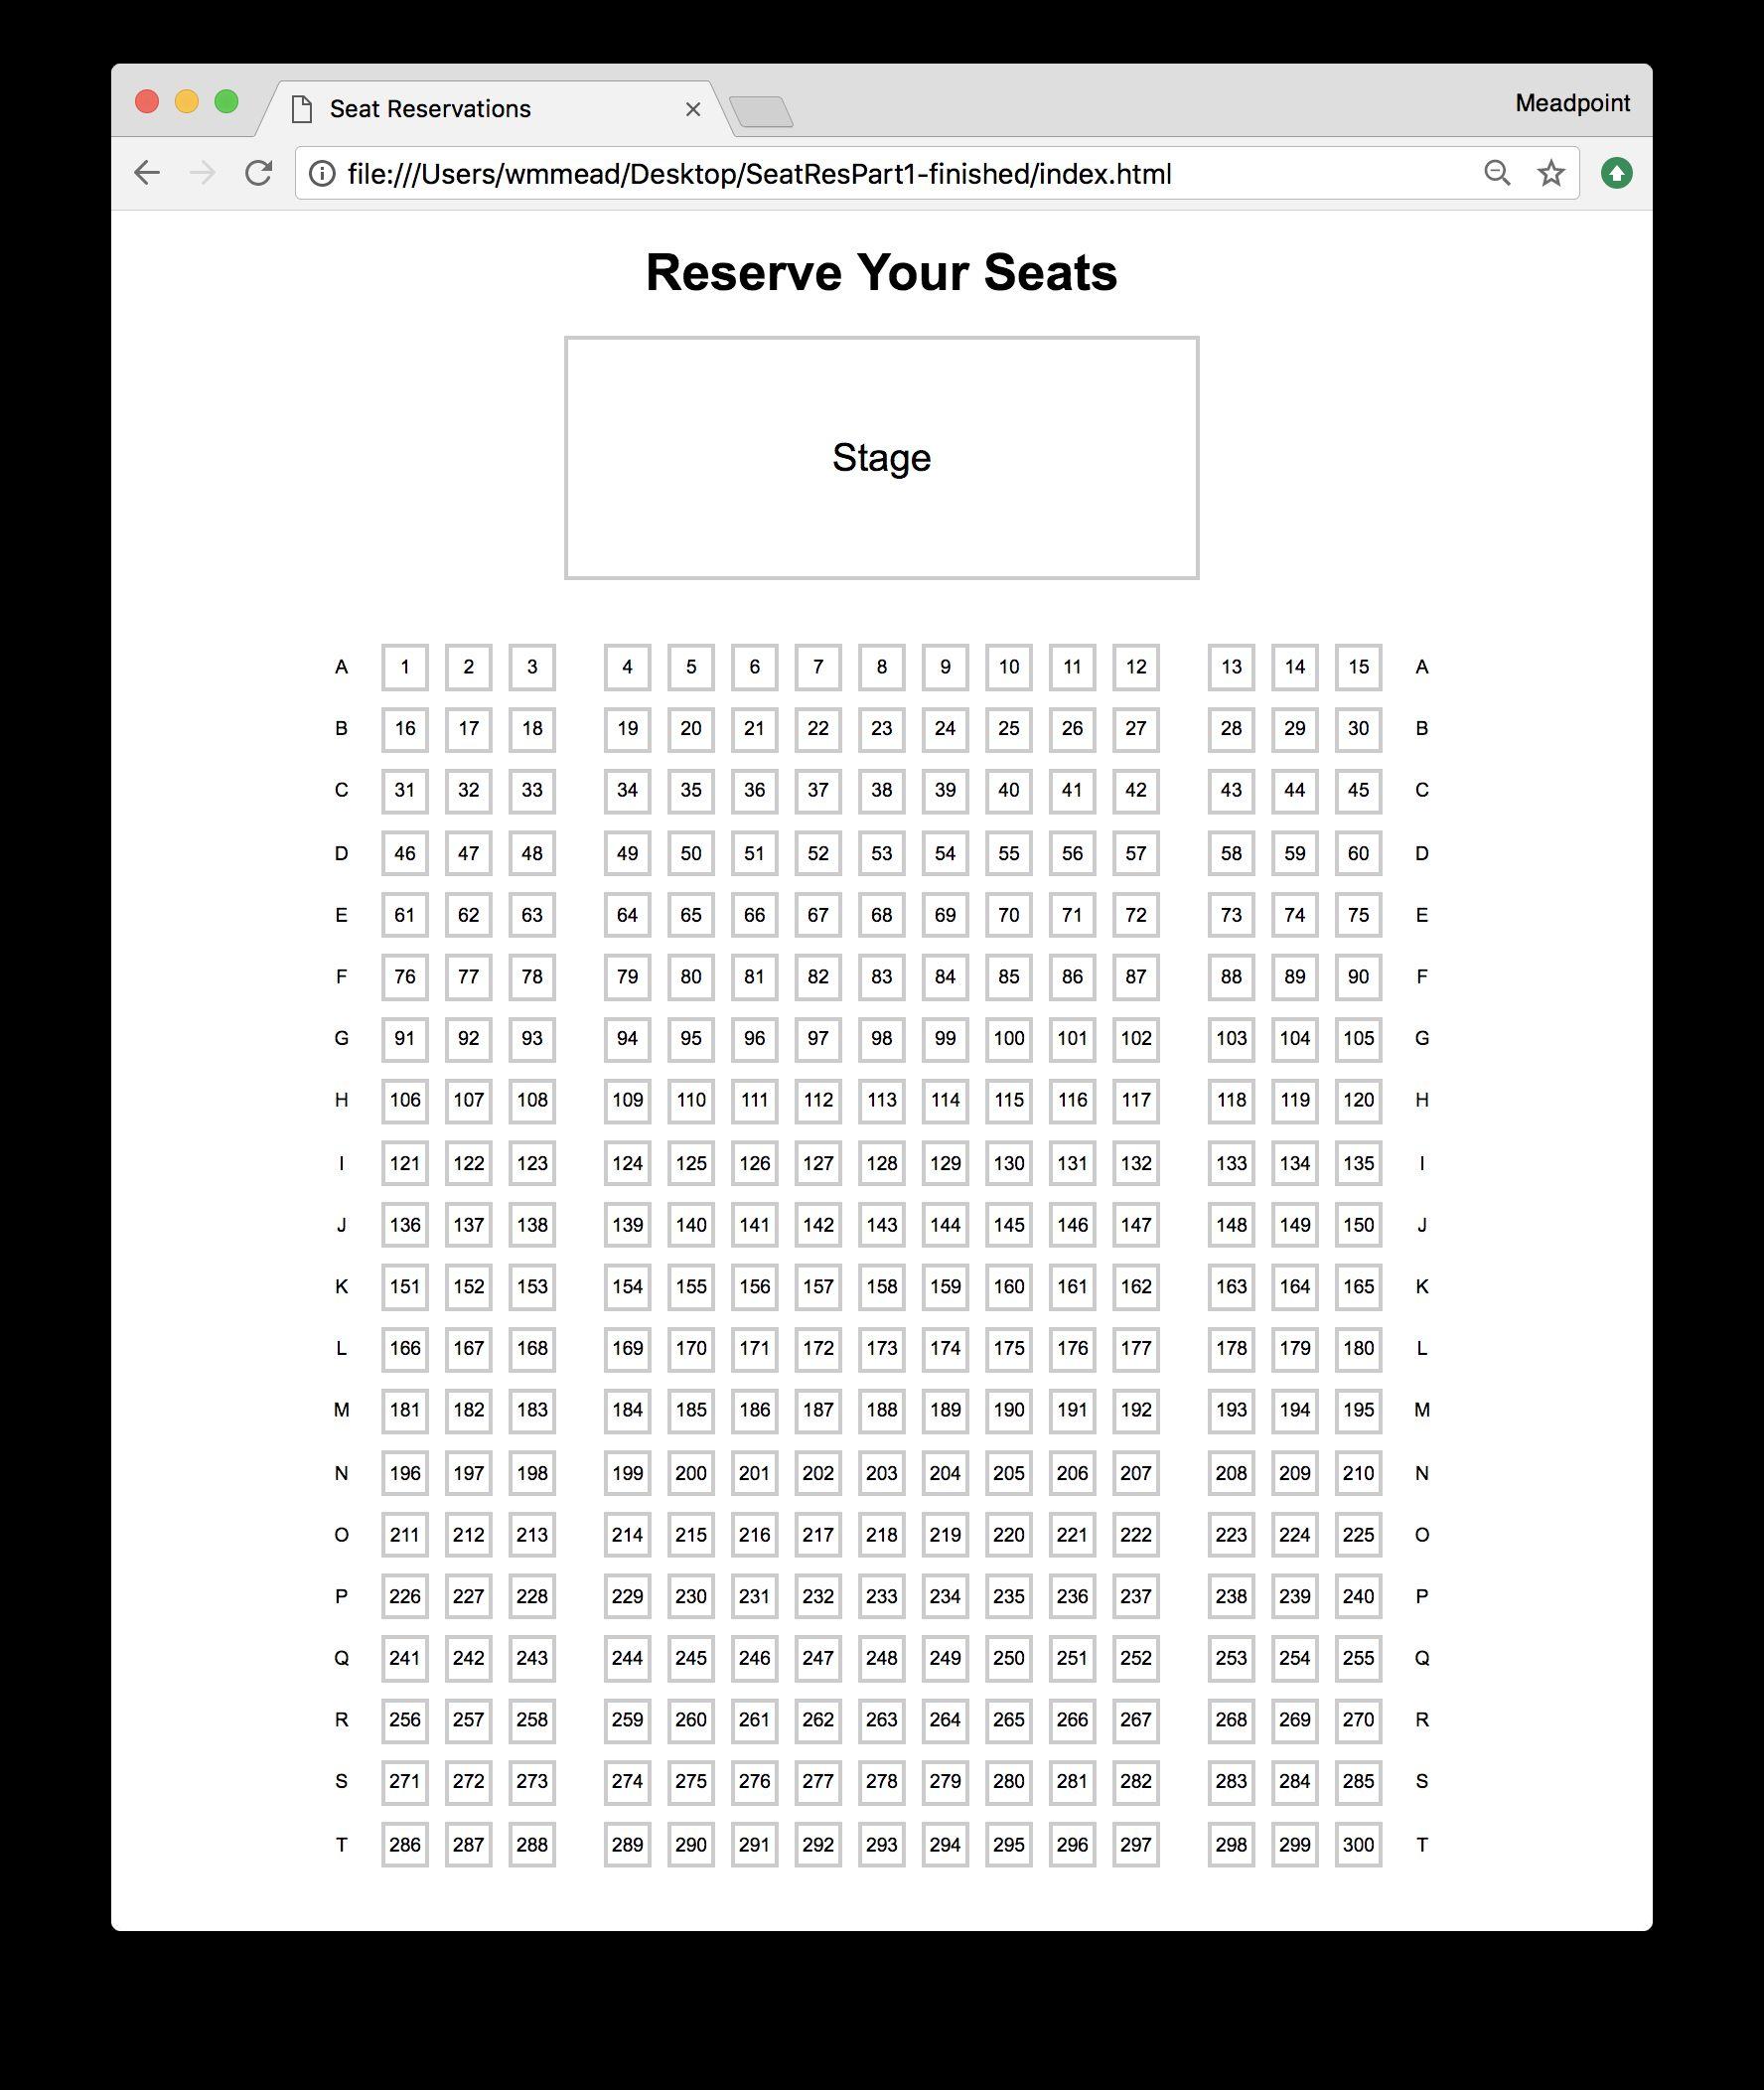 Seat Reservations
Meadpoint
file:///Users/wmmead/Desktop/SeatResPart1-finished/index.html
Reserve Your Seats
Stage
A 1 2 3 4 5 6 7 8 9 10 11 12 13 14 15 A
B 16 17 18 19 20 21 22 23 24 25 26 27 28 29 30 B
C 31 32 33 34 35 36 37 38 39 40 41 42 43 44 45 C
D 46 47 48 49 50 51 52 53 54 55 56 57 58 59 60 D
E 61 62 63 64 65 66 67 68 69 70 71 72 73 74 75 E
F 76 77 78 79 80 81 82 83 84 85 86 87 88 89 90 F
G 91 92 93 94 95 96 97 98 99 100 101 102 103 104 105 G
H 106 107 108 109 110 111 112 113 114 115 116 117 118 119 120 H
I 121 122 123 124 125 126 127 128 129 130 131 132 133 134 135 I
J 136 137 138 139 140 141 142 143 144 145 146 147 148 149 150 J
K 151 152 153 154 155 156 157 158 159 160 161 162 163 164 165 K
L 166 167 168 169 170 171 172 173 174 175 176 177 178 179 180 L
M 181 182 183 184 185 186 187 188 189 190 191 192 193 194 195 M
N 196 197 198 199 200 201 202 203 204 205 206 207 208 209 210 N
O 211 212 213 214 215 216 217 218 219 220 221 222 223 224 225 O
P 226 227 228 229 230 231 232 233 234 235 236 237 238 239 240 P
Q 241 242 243 244 245 246 247 248 249 250 251 252 253 254 255 Q
R 256 257 258 259 260 261 262 263 264 265 266 267 268 269 270 R
S 271 272 273 274 275 276 277 278 279 280 281 282 283 284 285 S
T 286 287 288 289 290 291 292 293 294 295 296 297 298 299 300 T